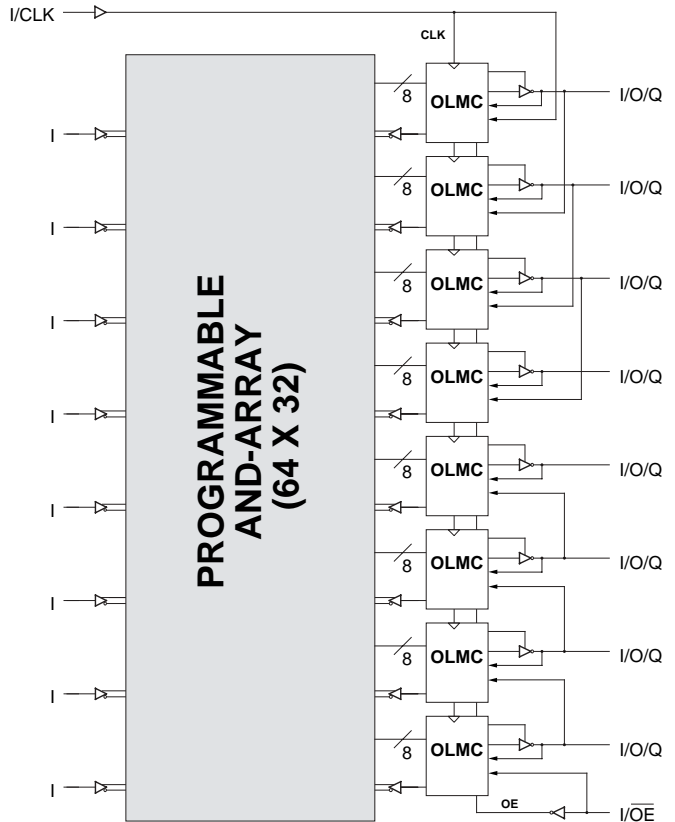 I/CLK
CLK
8
OLMC
I/O/Q
I
8
OLMC
I/O/Q
I
8
OLMC
I/O/Q
I
8
OLMC
I/O/Q
I
PROGRAMMABLE
AND-ARRAY
(64 X 32)
8
OLMC
I/O/Q
I
8
OLMC
I/O/Q
I
8
OLMC
I/O/Q
I
8
OLMC
I/O/Q
I
OE
I/O̅E̅